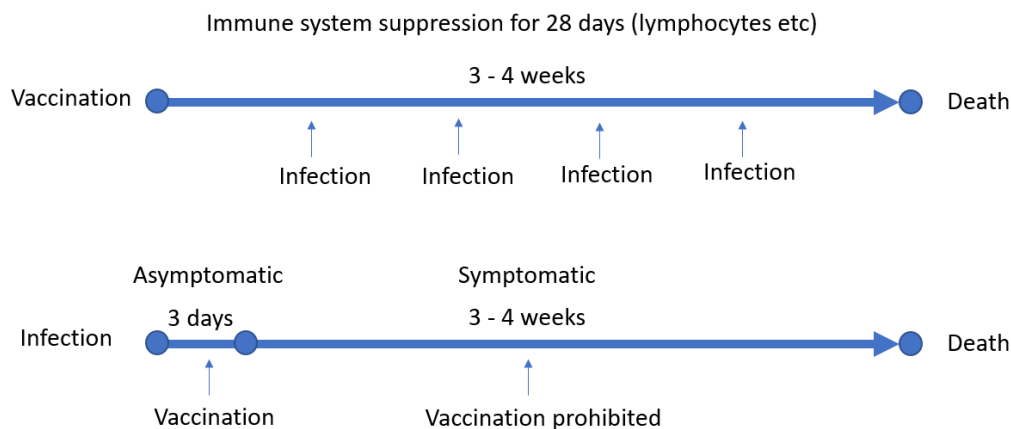 Immune system suppression for 28 days (lymphocytes etc)
3 - 4 weeks
Vaccination
Death
Infection
Infection
Infection
Infection
Asymptomatic
Symptomatic
3 days
3 - 4 weeks
Infection
Death
Vaccination
Vaccination prohibited